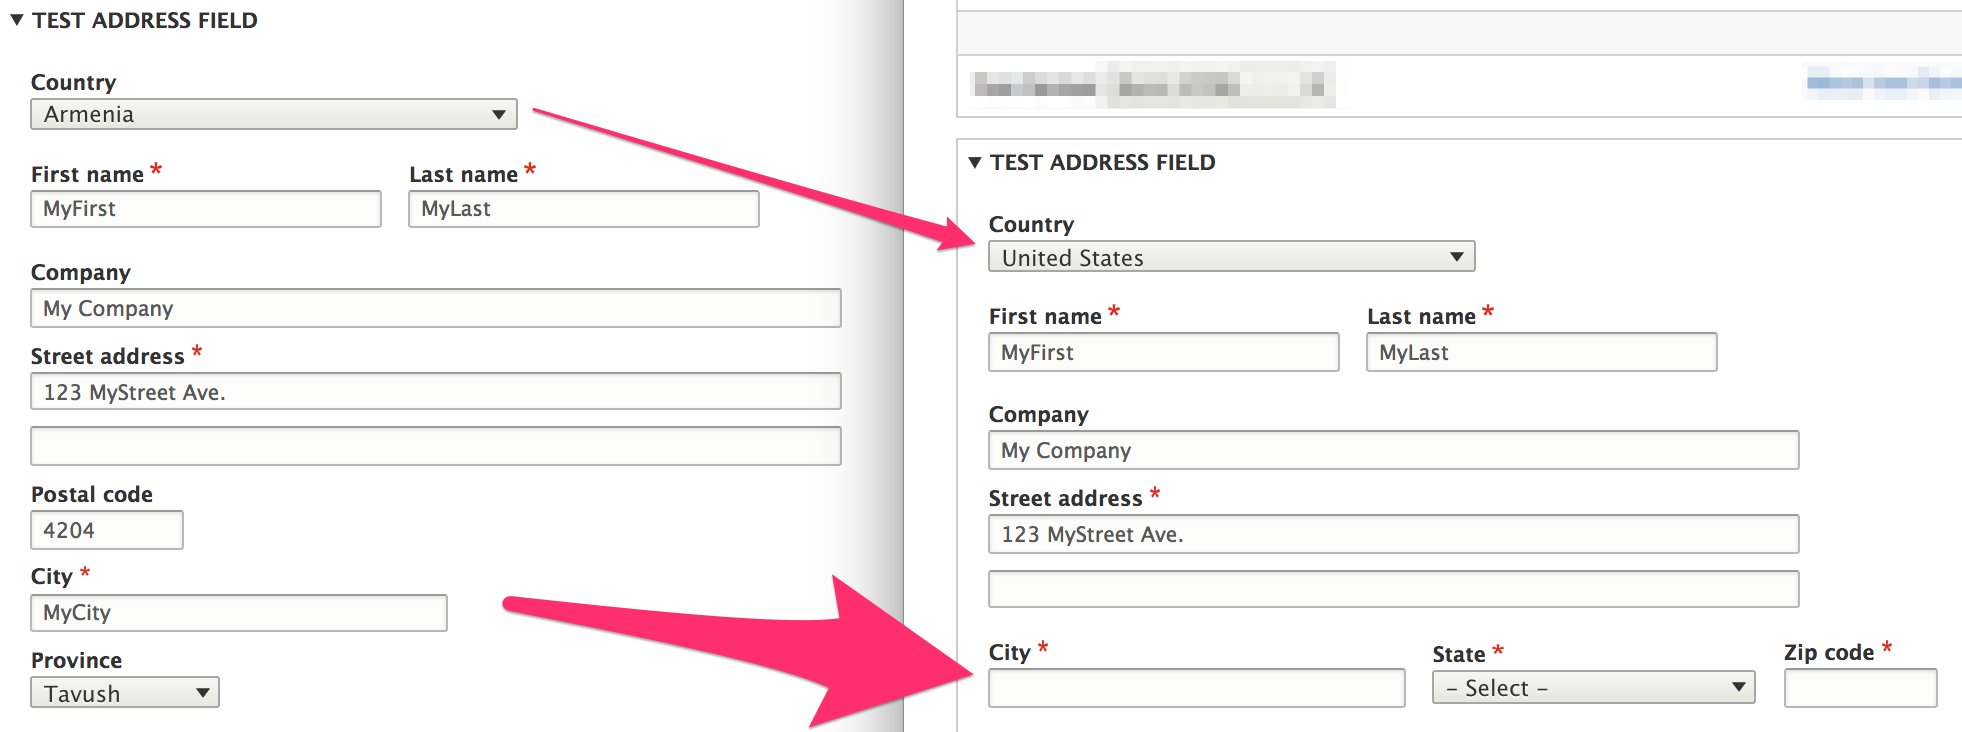 TEST ADDRESS FIELD
Country
Armenia
First name * Last name *
MyFirst MyLast
Company
My Company
Street address *
123 MyStreet Ave.
Postal code
4204
City *
MyCity
Province
Tavush
TEST ADDRESS FIELD
Country
United States
First name * Last name *
MyFirst MyLast
Company
My Company
Street address *
123 MyStreet Ave.
City * State * Zip code *
- Select -